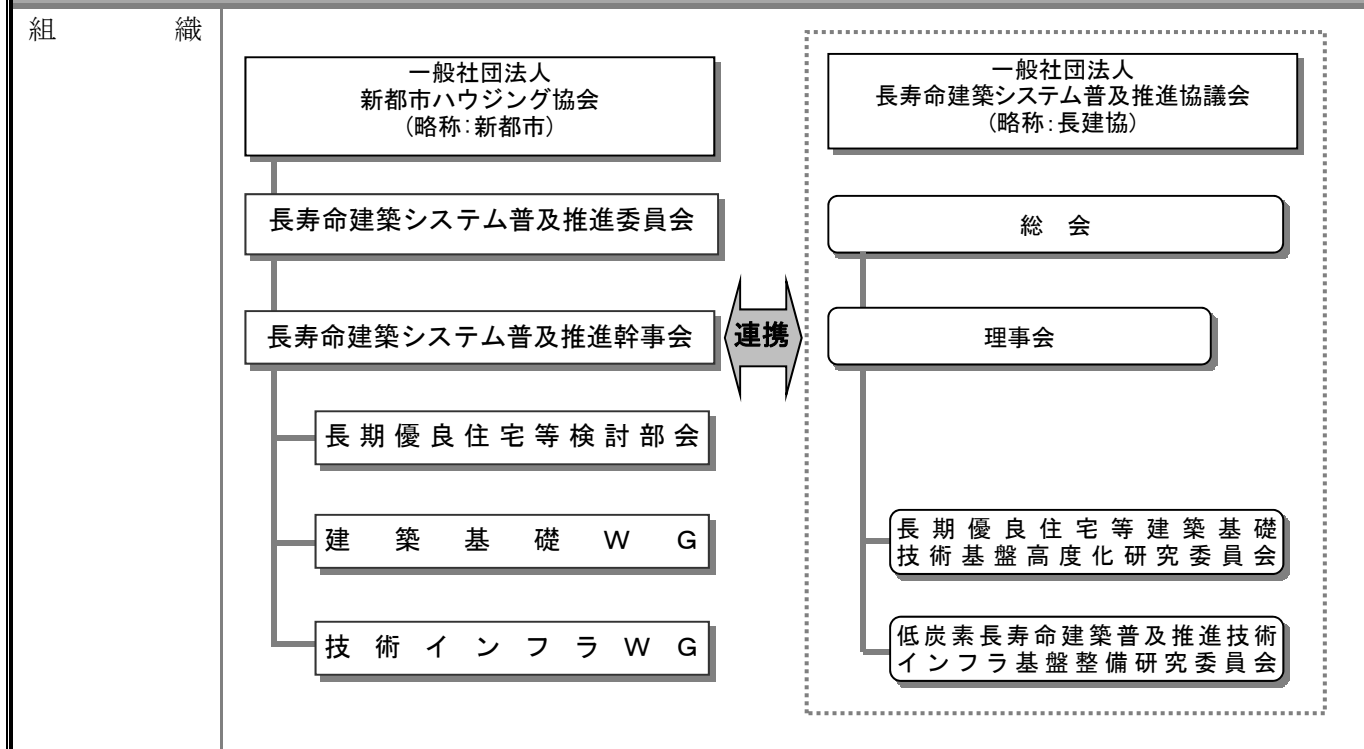 組 織
一般社団法人
新都市ハウジング協会
(略称:新都市)
長寿命建築システム普及推進委員会
長寿命建築システム普及推進幹事会
長期優良住宅等検討部会
建築基礎WG
技術インフラWG
連携
一般社団法人
長寿命建築システム普及推進協議会
(略称:長建協)
総 会
理事会
長期優良住宅等建築基礎
技術基盤高度化研究委員会
低炭素長寿命建築普及推進技術
インフラ基盤整備研究委員会